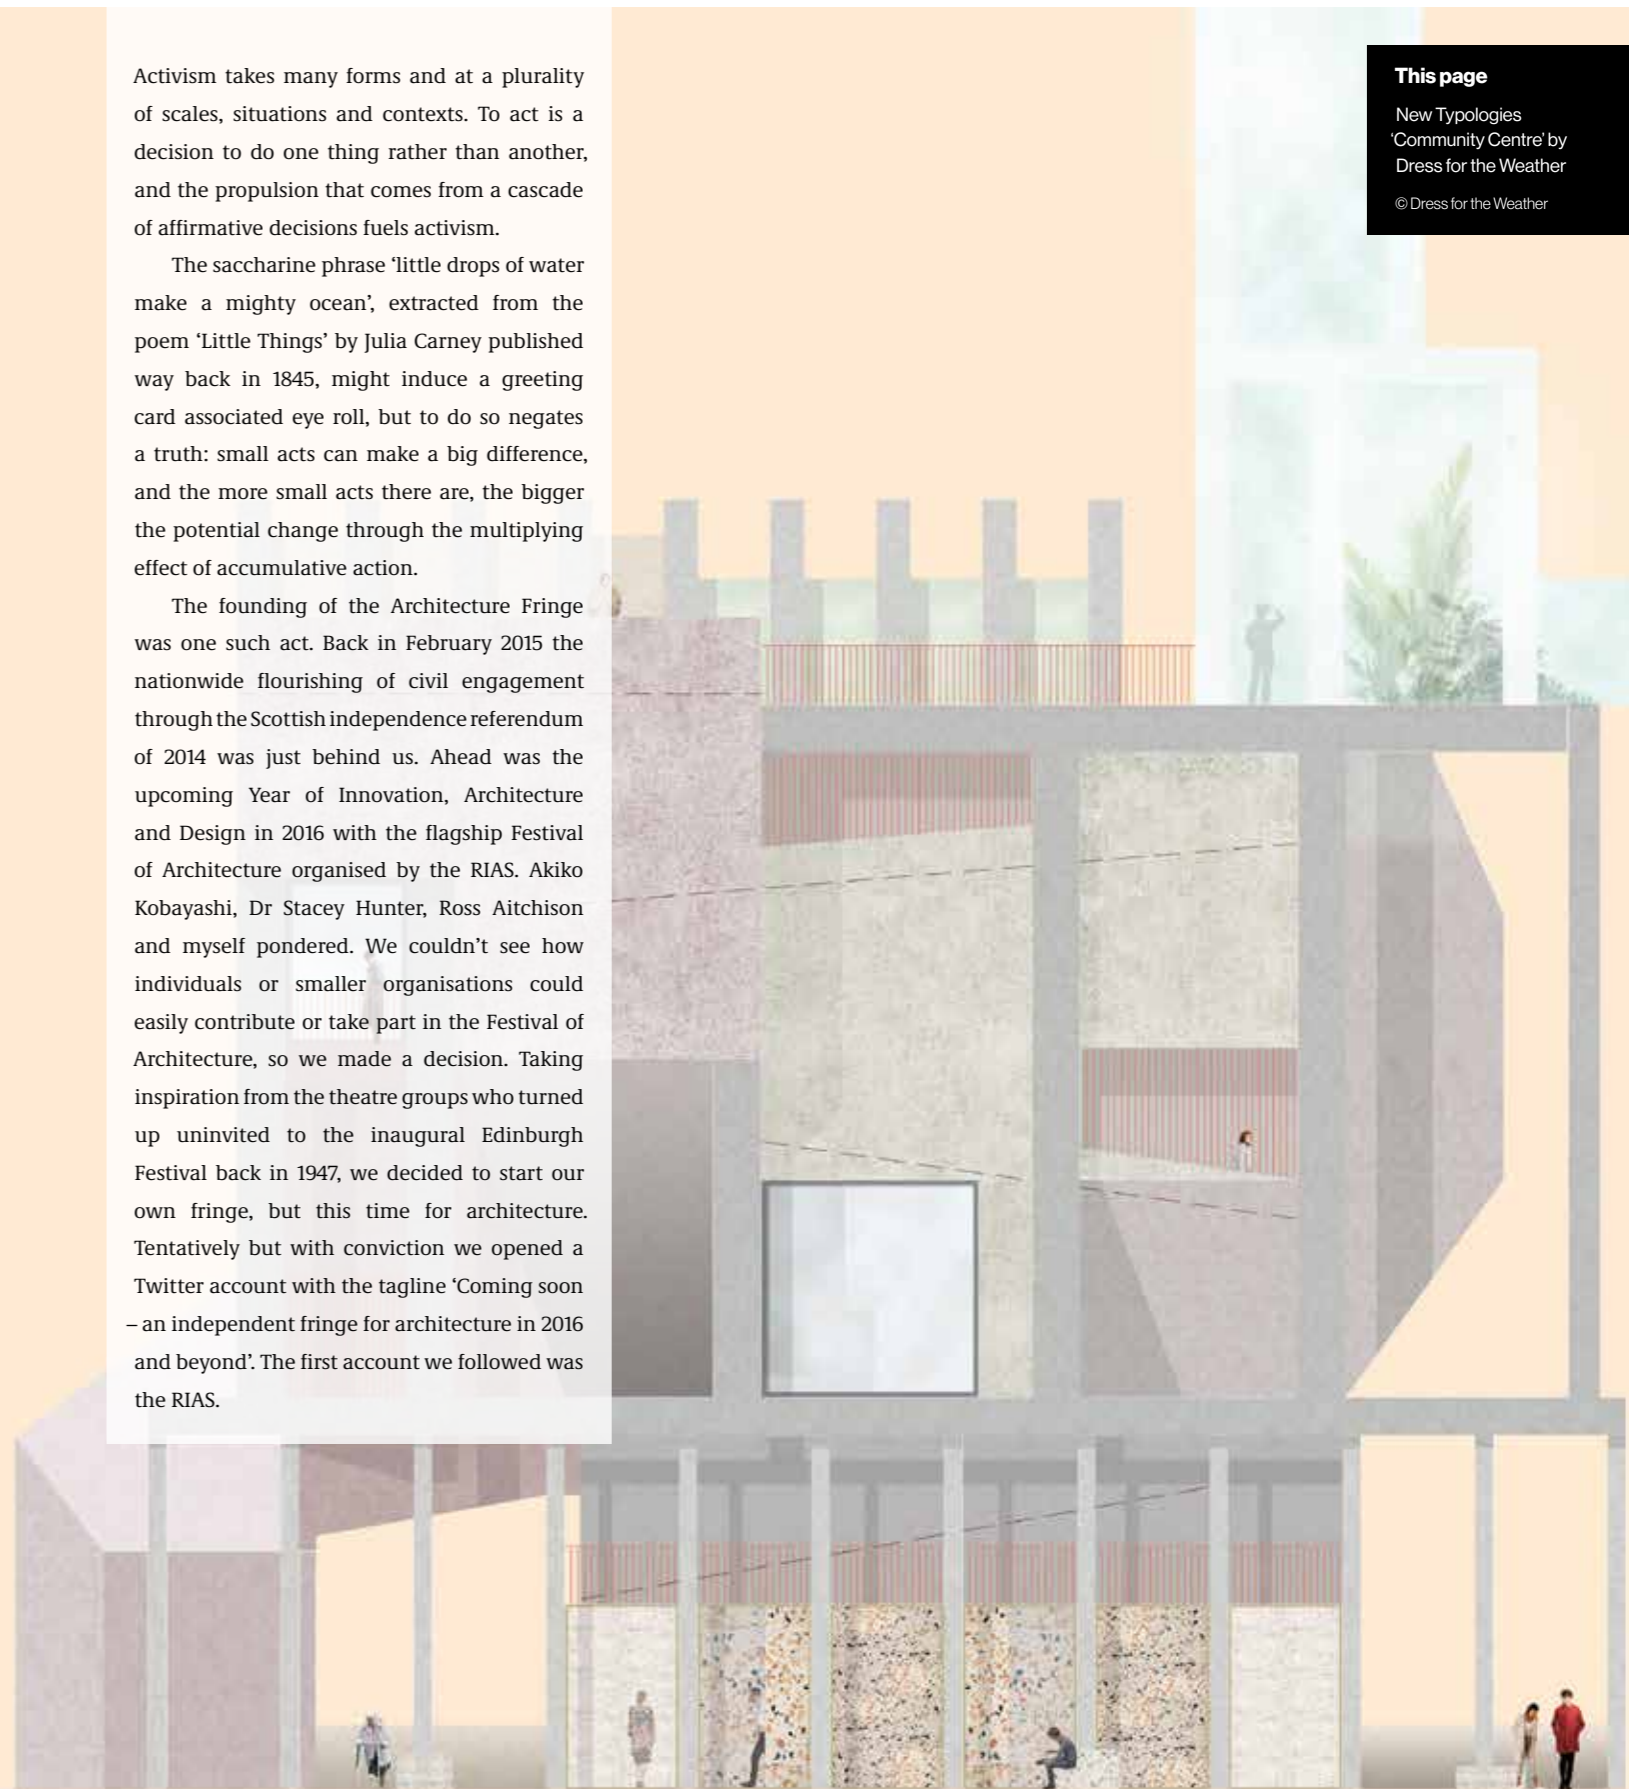 Activism takes many forms and at a plurality
of scales, situations and contexts. To act is a
decision to do one thing rather than another,
and the propulsion that comes from a cascade
of affirmative decisions fuels activism.
The saccharine phrase ‘little drops of water
make a mighty ocean’, extracted from the
poem ‘Little Things’ by Julia Carney published
way back in 1845, might induce a greeting
card associated eye roll, but to do so negates
a truth: small acts can make a big difference,
and the more small acts there are, the bigger
the potential change through the multiplying
effect of accumulative action.
The founding of the Architecture Fringe
was one such act. Back in February 2015 the
nationwide flourishing of civil engagement
through the Scottish independence referendum
of 2014 was just behind us. Ahead was the
upcoming Year of Innovation, Architecture
and Design in 2016 with the flagship Festival
of Architecture organised by the RIAS. Akiko
Kobayashi, Dr Stacey Hunter, Ross Aitchison
and myself pondered. We couldn’t see how
individuals or smaller organisations could
easily contribute or take part in the Festival of
Architecture, so we made a decision. Taking
inspiration from the theatre groups who turned
up uninvited to the inaugural Edinburgh
Festival back in 1947, we decided to start our
own fringe, but this time for architecture.
Tentatively but with conviction we opened a
Twitter account with the tagline ‘Coming soon
– an independent fringe for architecture in 2016
and beyond’. The first account we followed was
the RIAS.
This page
New Typologies
‘Community Centre’ by
Dress for the Weather
© Dress for the Weather